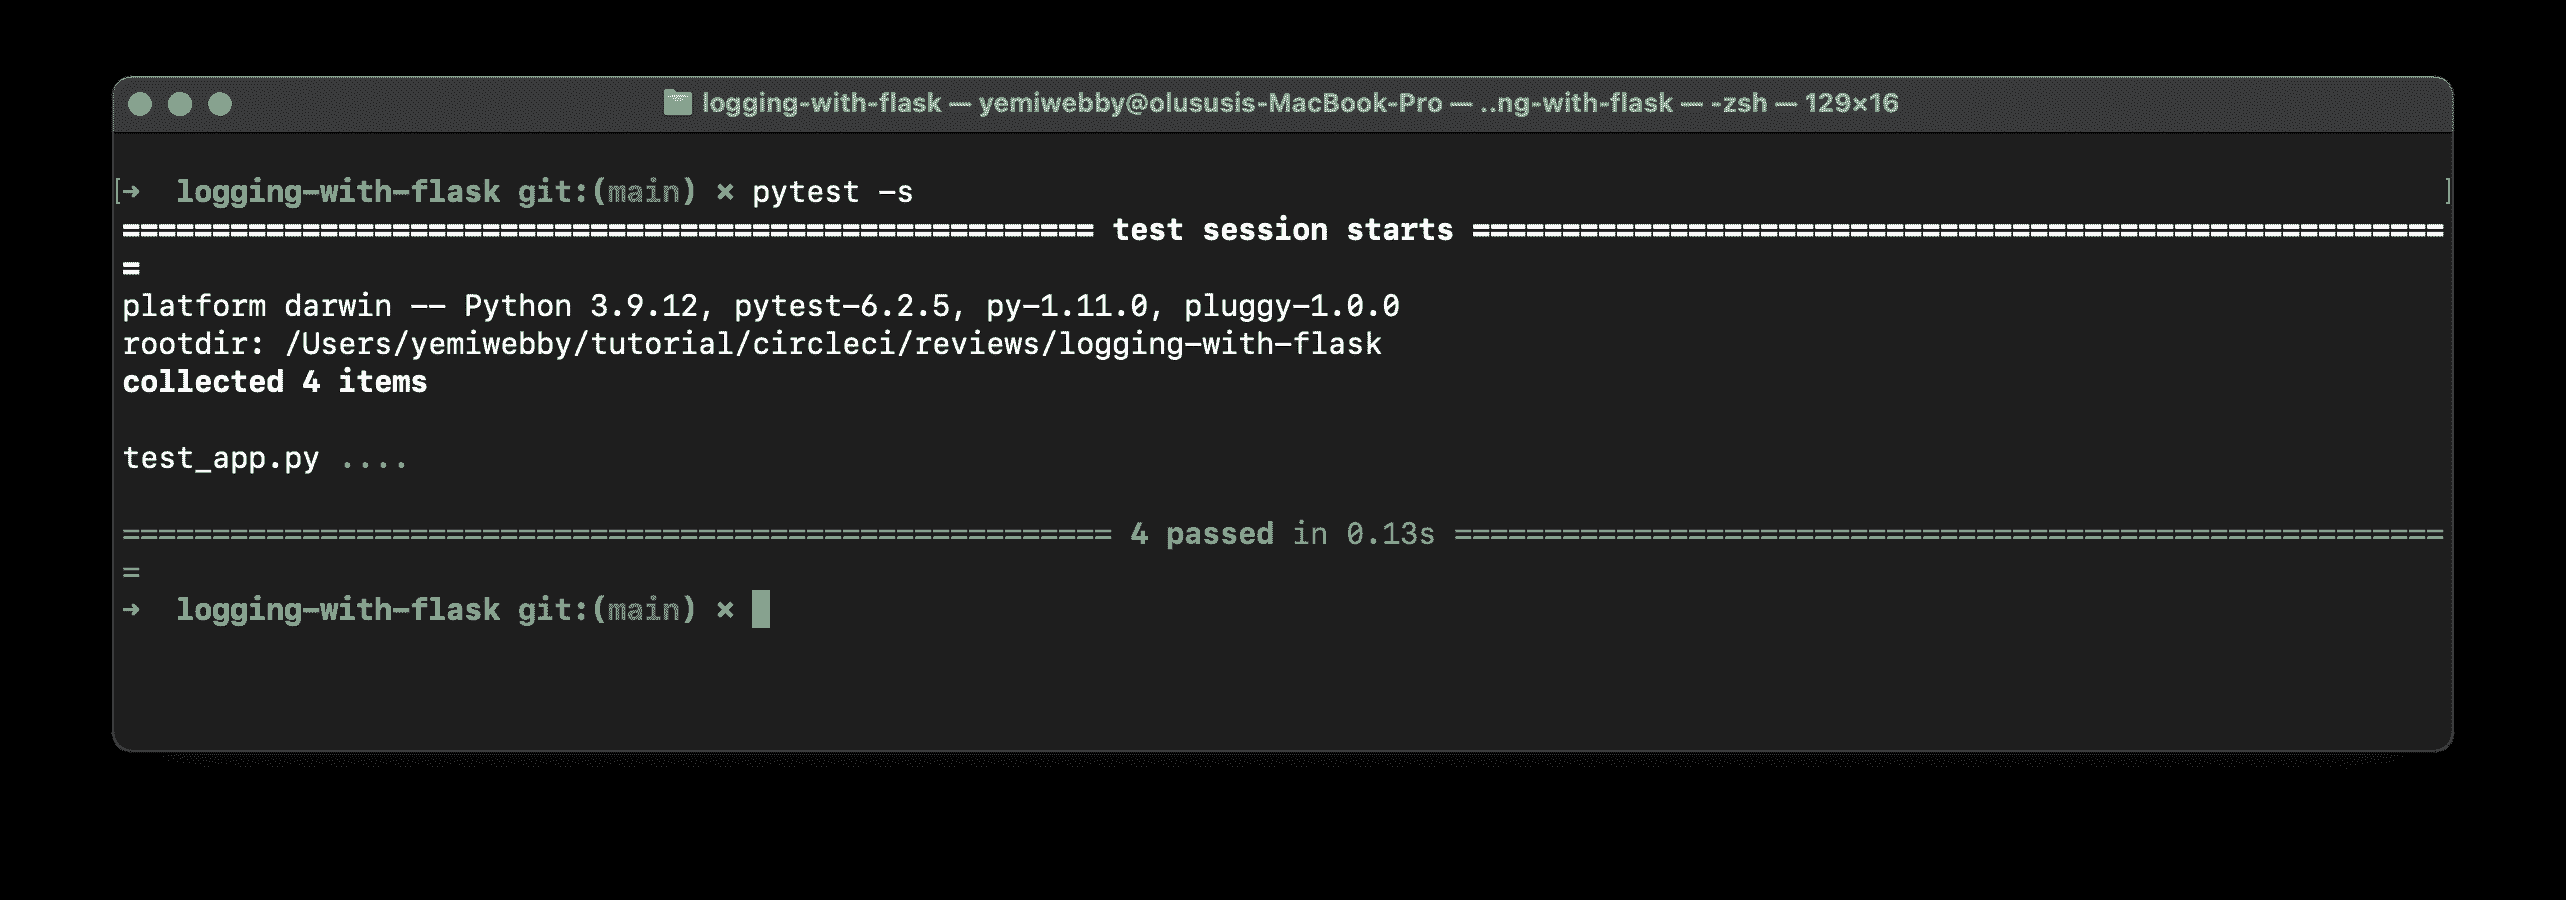 logging-with-flask — yemiwebby@olususis-MacBook-Pro — ..ng-with-flask — -zsh — 129×16
[➜  logging-with-flask git:(main) ✗ pytest -s ]
====================================================== test session starts ======================================================
=
platform darwin -- Python 3.9.12, pytest-6.2.5, py-1.11.0, pluggy-1.0.0
rootdir: /Users/yemiwebby/tutorial/circleci/reviews/logging-with-flask
collected 4 items
test_app.py ....
======================================================= 4 passed in 0.13s =======================================================
=
➜  logging-with-flask git:(main) ✗